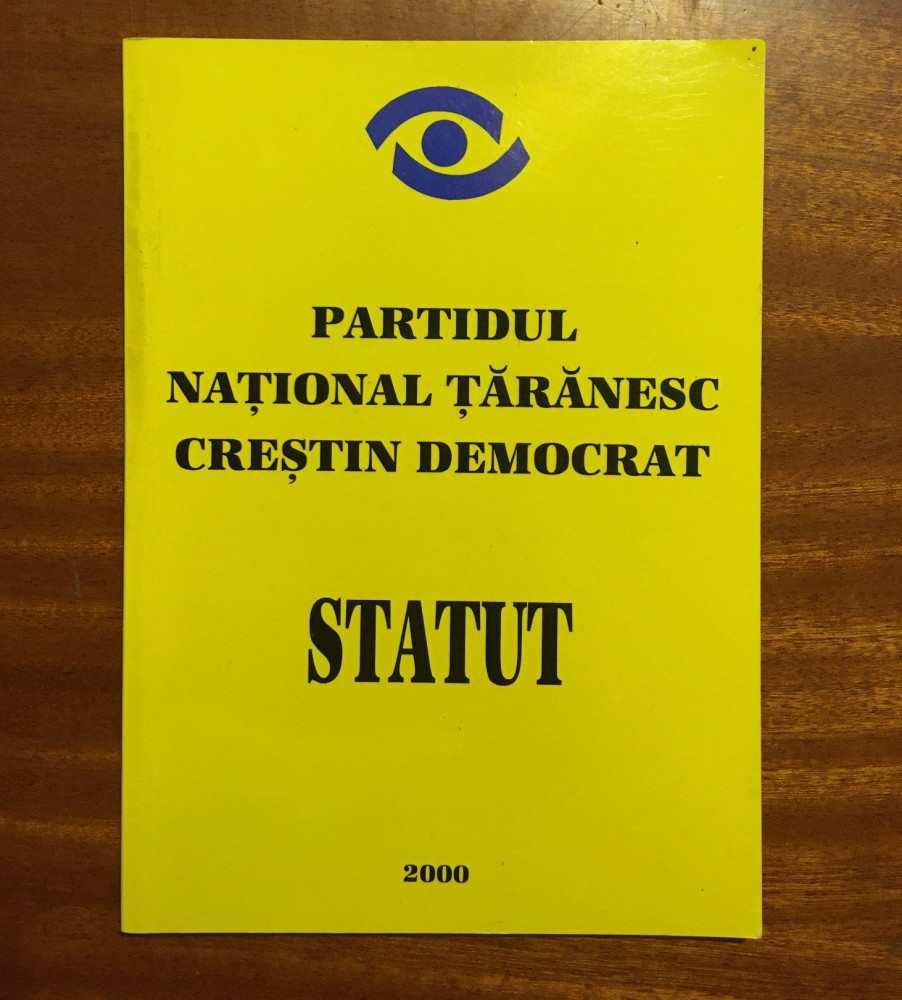 PARTIDUL
NAȚIONAL ȚĂRĂNESC
CREȘTIN DEMOCRAT
STATUT
2000